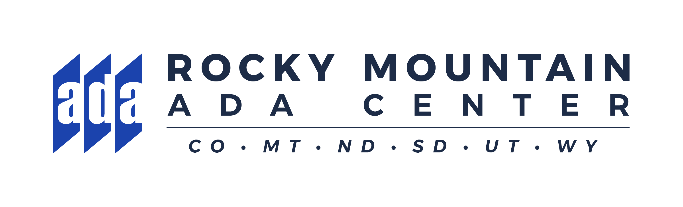 ada
ROCKY MOUNTAIN
ADA CENTER
CO • MT • ND • SD • UT • WY